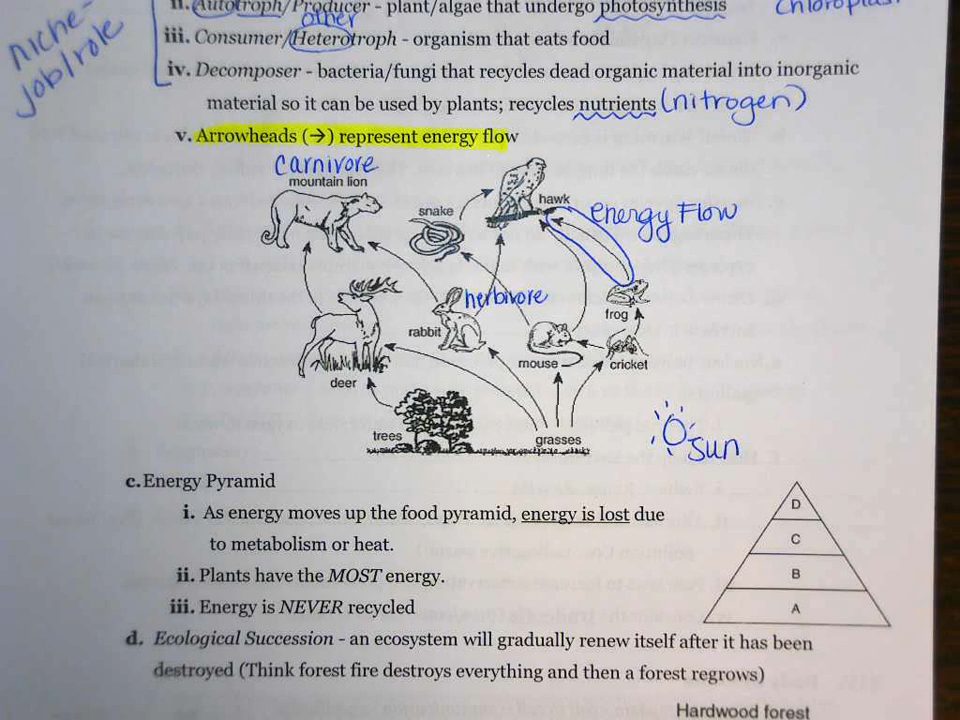 ii. Autotroph/Producer - plant/algae that undergo photosynthesis
other
niche-
job/role
iii. Consumer/Heterotroph - organism that eats food
iv. Decomposer - bacteria/fungi that recycles dead organic material into inorganic
material so it can be used by plants; recycles nutrients (nitrogen)
v. Arrowheads (→) represent energy flow
Carnivore
mountain lion
snake
hawk
energy Flow
herbivore
rabbit
frog
mouse
cricket
deer
trees
grasses
sun
c. Energy Pyramid
i. As energy moves up the food pyramid, energy is lost due
to metabolism or heat.
ii. Plants have the MOST energy.
iii. Energy is NEVER recycled
D
C
B
A
d. Ecological Succession - an ecosystem will gradually renew itself after it has been
destroyed (Think forest fire destroys everything and then a forest regrows)
Hardwood forest